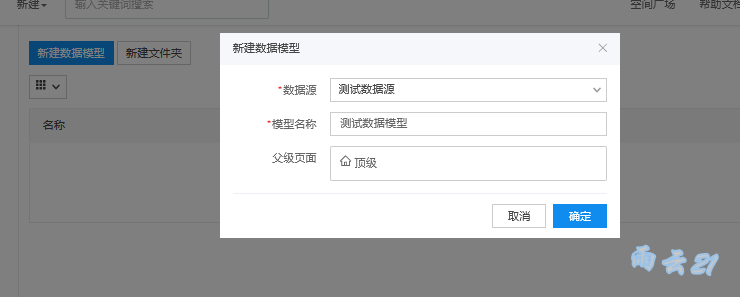 新建
输入关键词搜索
空间广场
帮助文档
新建数据模型
新建文件夹
名称
新建数据模型
*数据源
测试数据源
*模型名称
测试数据模型
父级页面
顶级
取消
确定
雨云21